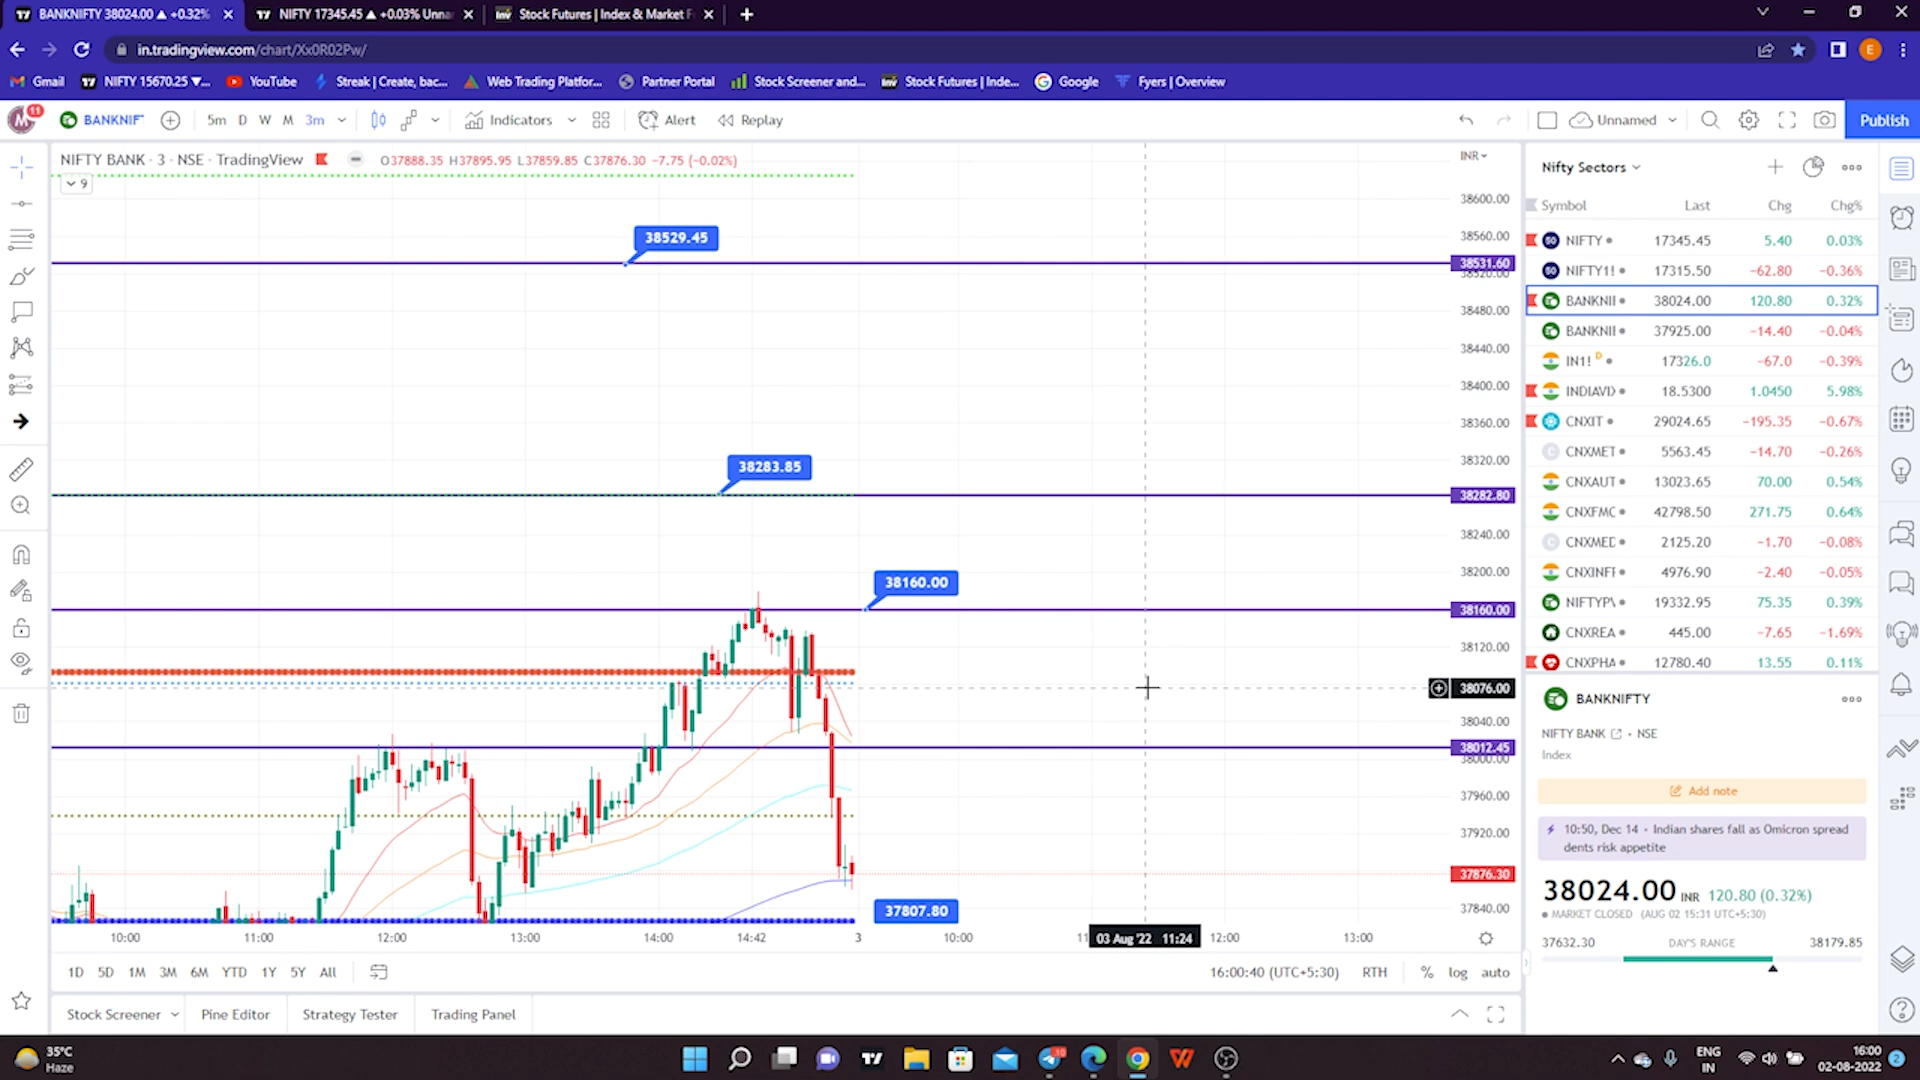 BANKNIFTY 38024.00 ▲ +0.32%
NIFTY 17345.45 ▲ +0.03% Unna
Stock Futures | Index & Market F
in.tradingview.com/chart/Xx0R02Pw/
E
Gmail
NIFTY 15670.25 ▼...
YouTube
Streak | Create, bac...
Web Trading Platfor...
Partner Portal
Stock Screener and...
Stock Futures | Inde...
Google
Fyers | Overview
M 11
BANKNIF
5m D W M 3m
Indicators
Alert
Replay
Unnamed
Publish
NIFTY BANK · 3 · NSE · TradingView
O37888.35 H37895.95 L37859.85 C37876.30 −7.75 (−0.02%)
9
INR
38600.00
38560.00
38531.60
38520.00
38480.00
38440.00
38400.00
38360.00
38320.00
38282.80
38240.00
38200.00
38160.00
38120.00
38076.00
38040.00
38012.45
38000.00
37960.00
37920.00
37876.30
37840.00
38529.45
38283.85
38160.00
37807.80
10:00 11:00 12:00 13:00 14:00 14:42 3 10:00 11 03 Aug '22 11:24 12:00 13:00
1D 5D 1M 3M 6M YTD 1Y 5Y All
16:00:40 (UTC+5:30) RTH % log auto
Stock Screener
Pine Editor
Strategy Tester
Trading Panel
Nifty Sectors
Symbol Last Chg Chg%
NIFTY 17345.45 5.40 0.03%
NIFTY1! 17315.50 −62.80 −0.36%
BANKNII 38024.00 120.80 0.32%
BANKNII 37925.00 −14.40 −0.04%
IN1! D 17326.0 −67.0 −0.39%
INDIAVI 18.5300 1.0450 5.98%
CNXIT 29024.65 −195.35 −0.67%
CNXMET 5563.45 −14.70 −0.26%
CNXAUT 13023.65 70.00 0.54%
CNXFMC 42798.50 271.75 0.64%
CNXMED 2125.20 −1.70 −0.08%
CNXINFF 4976.90 −2.40 −0.05%
NIFTYPV 19332.95 75.35 0.39%
CNXREA 445.00 −7.65 −1.69%
CNXPHA 12780.40 13.55 0.11%
BANKNIFTY
NIFTY BANK · NSE
Index
Add note
10:50, Dec 14 · Indian shares fall as Omicron spread
dents risk appetite
38024.00 INR 120.80 (0.32%)
MARKET CLOSED (AUG 02 15:31 UTC+5:30)
37632.30 DAY'S RANGE 38179.85
35°C
Haze
10
ENG
IN
16:00
02-08-2022
2